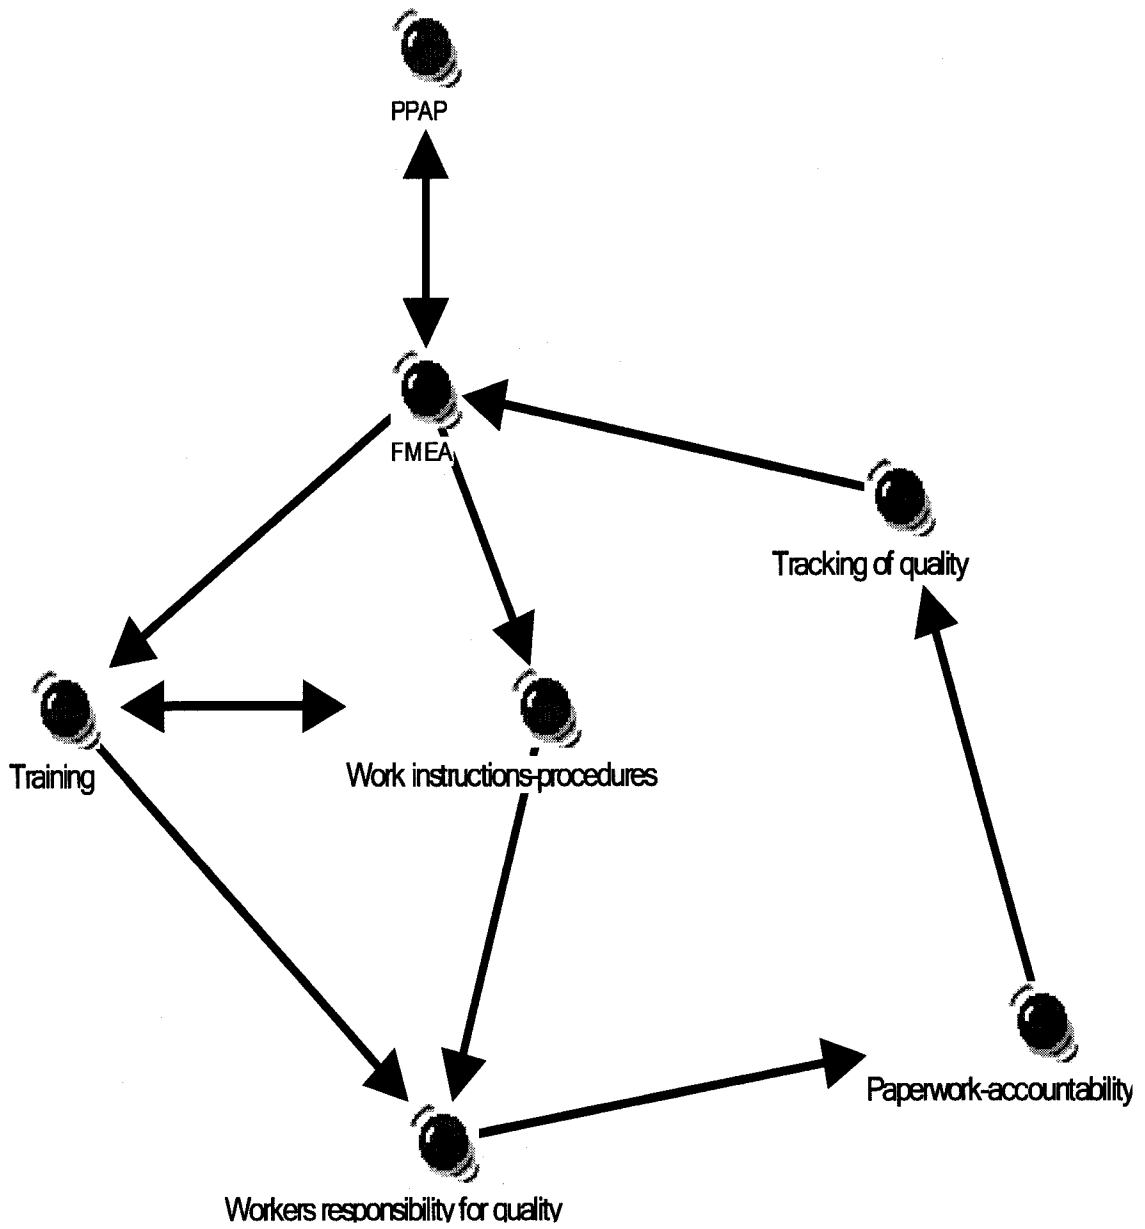 PPAP
FMEA
Tracking of quality
Training
Work instructions-procedures
Paperwork-accountability
Workers responsibility for quality